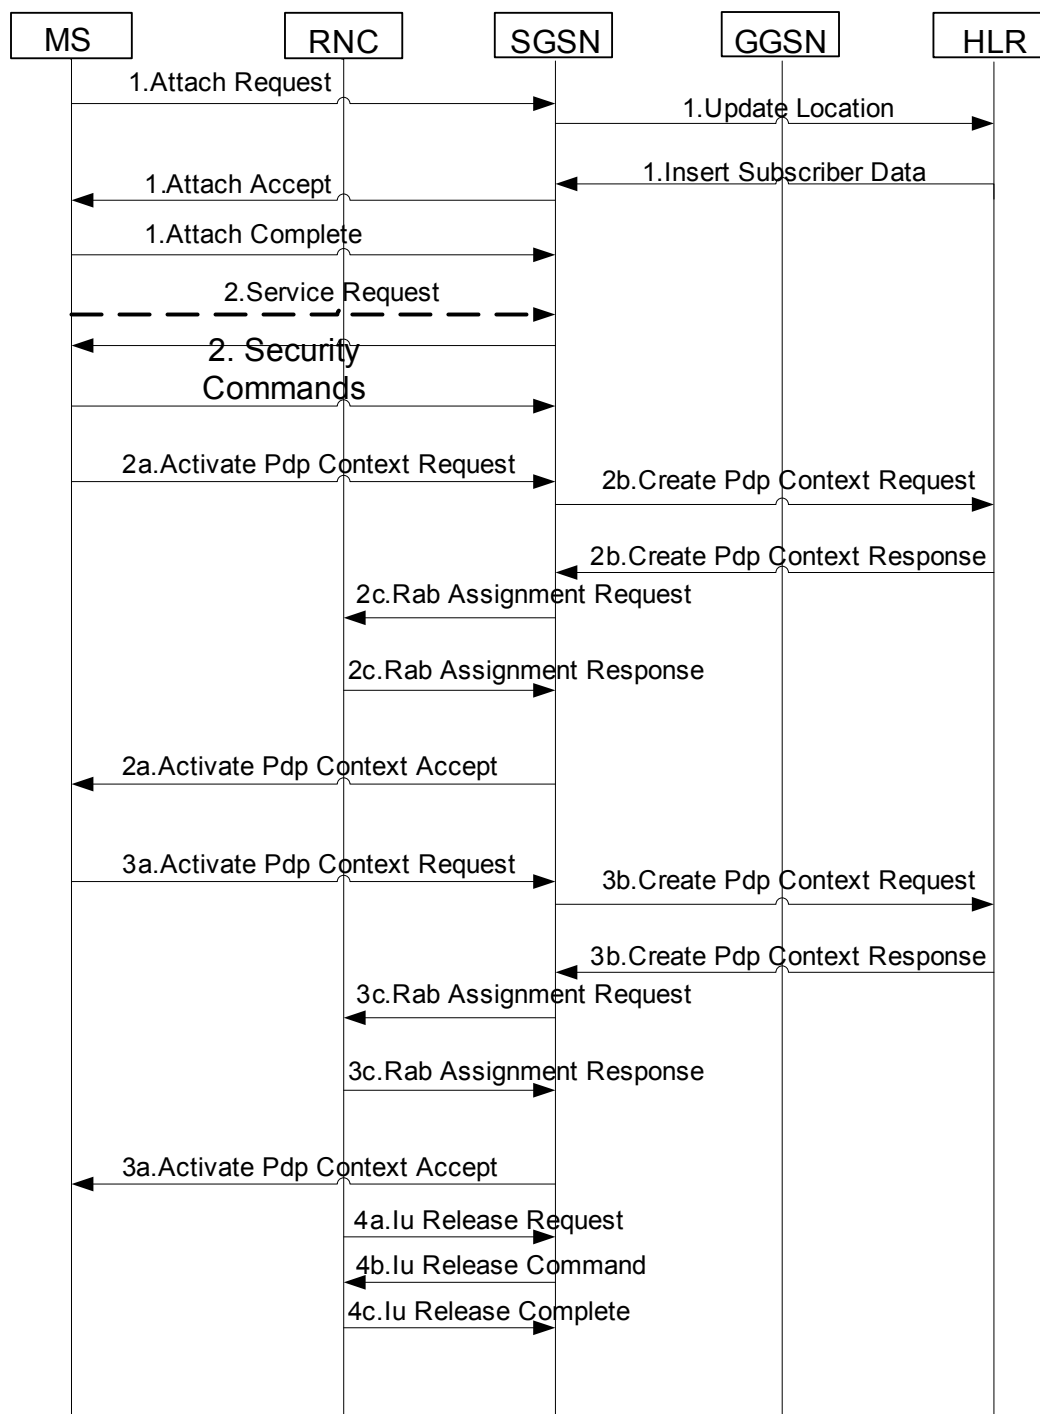 MS RNC SGSN GGSN HLR
1.Attach Request
1.Update Location
1.Insert Subscriber Data
1.Attach Accept
1.Attach Complete
2.Service Request
2. Security
Commands
2a.Activate Pdp Context Request
2b.Create Pdp Context Request
2b.Create Pdp Context Response
2c.Rab Assignment Request
2c.Rab Assignment Response
2a.Activate Pdp Context Accept
3a.Activate Pdp Context Request
3b.Create Pdp Context Request
3b.Create Pdp Context Response
3c.Rab Assignment Request
3c.Rab Assignment Response
3a.Activate Pdp Context Accept
4a.Iu Release Request
4b.Iu Release Command
4c.Iu Release Complete